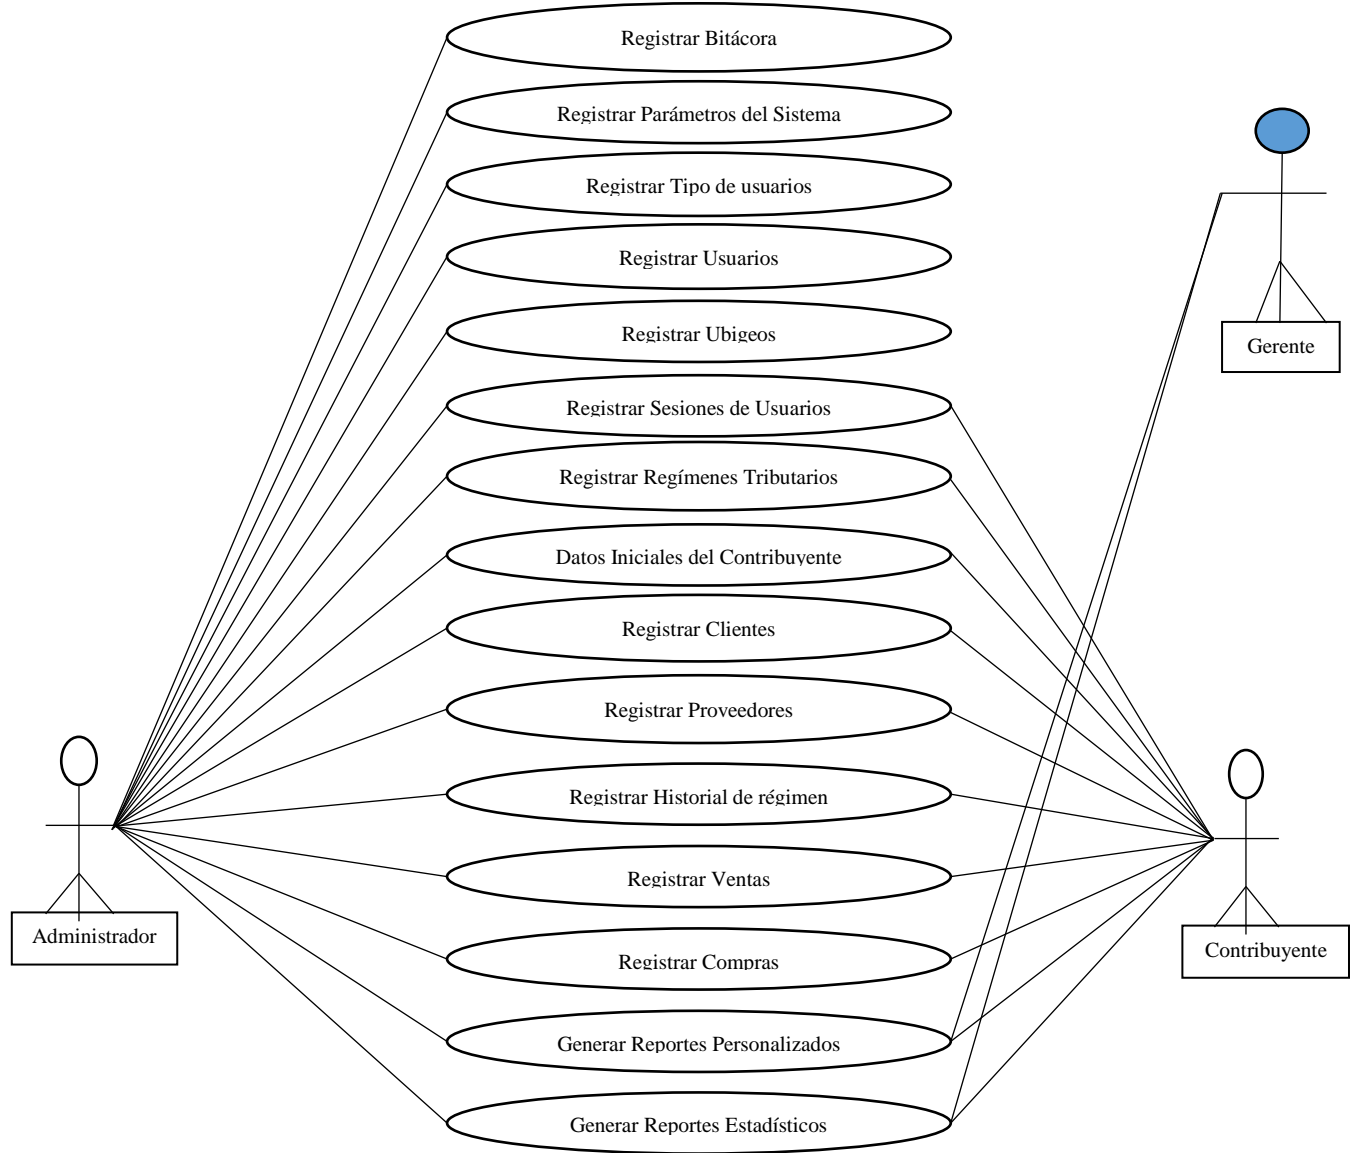 Registrar Bitácora
Registrar Parámetros del Sistema
Registrar Tipo de usuarios
Registrar Usuarios
Registrar Ubigeos
Gerente
Registrar Sesiones de Usuarios
Registrar Regímenes Tributarios
Datos Iniciales del Contribuyente
Registrar Clientes
Registrar Proveedores
Registrar Historial de régimen
Registrar Ventas
Administrador
Contribuyente
Registrar Compras
Generar Reportes Personalizados
Generar Reportes Estadísticos